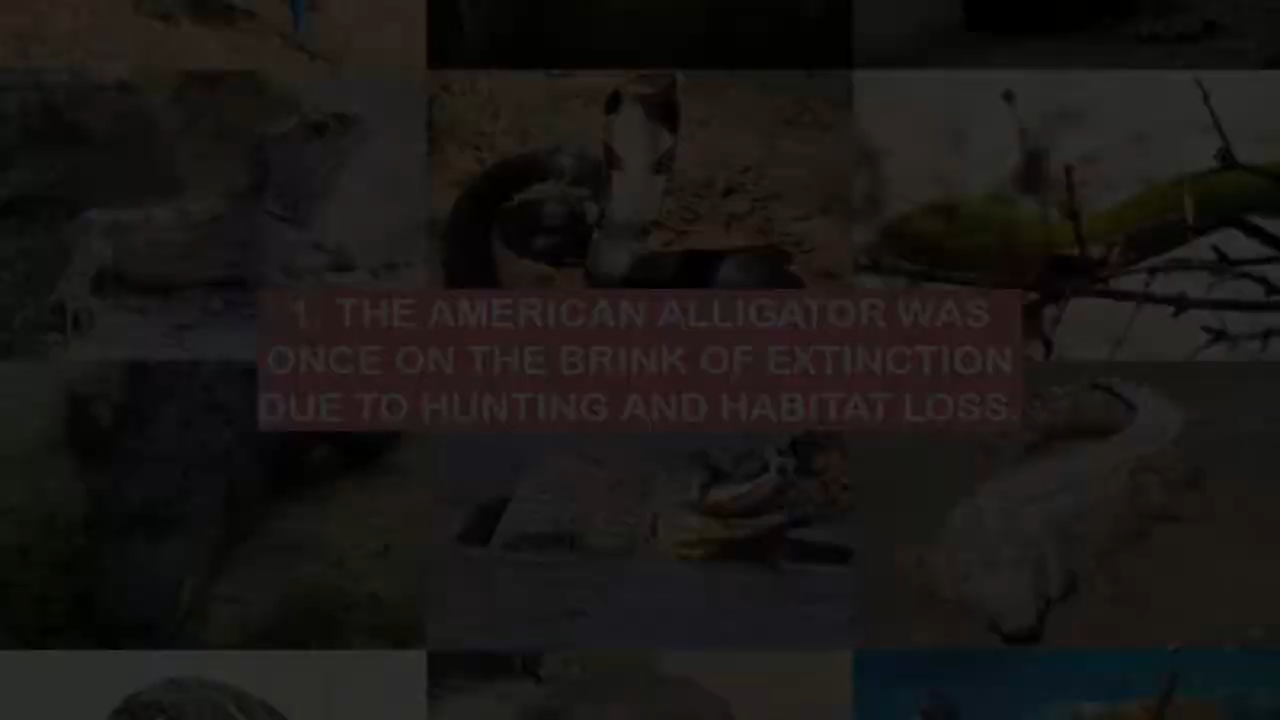 1. THE AMERICAN ALLIGATOR WAS
ONCE ON THE BRINK OF EXTINCTION
DUE TO HUNTING AND HABITAT LOSS.